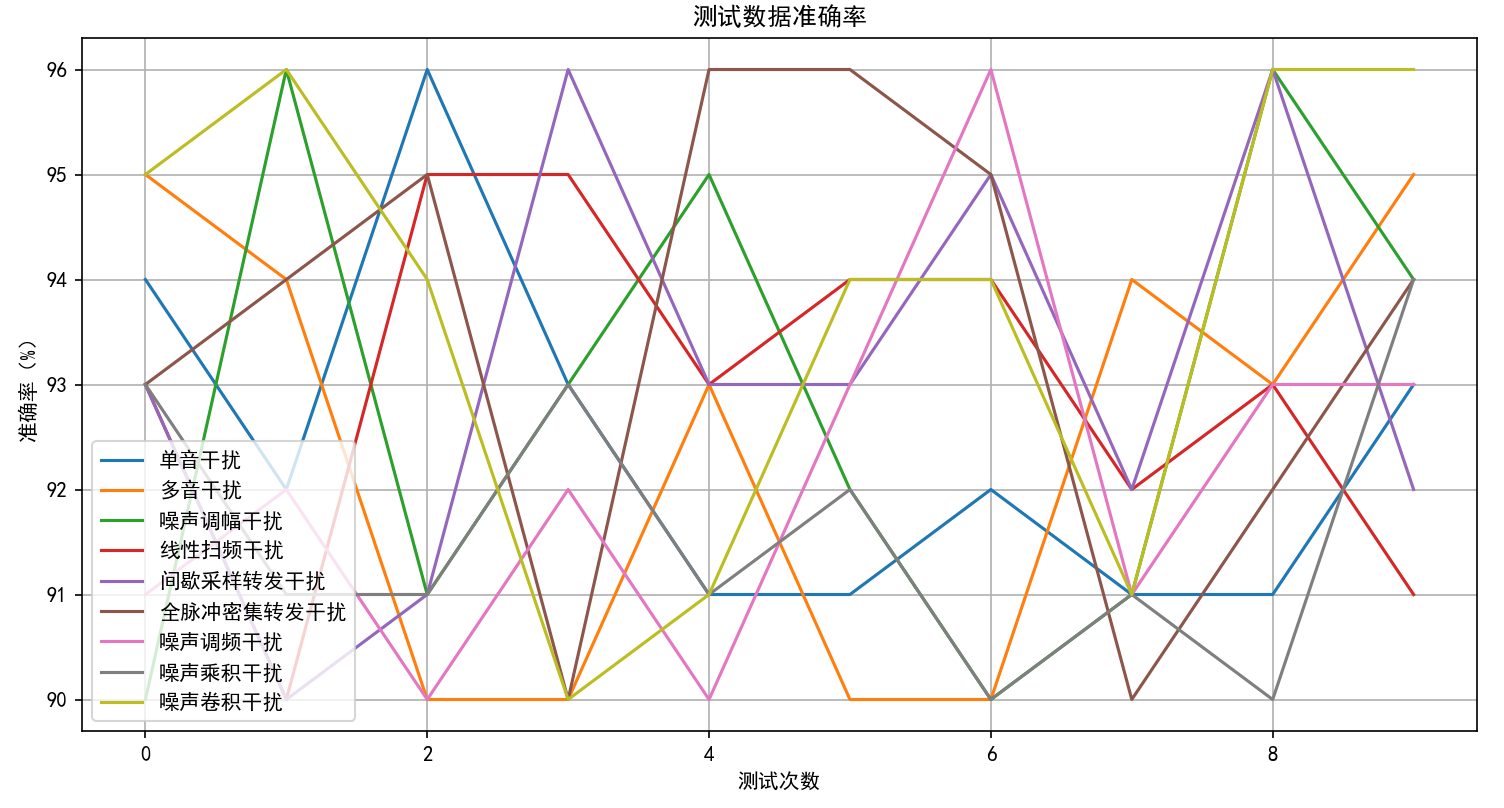 测试数据准确率
准确率 (%)
96
95
94
93
92
91
90
单音干扰
多音干扰
噪声调幅干扰
线性扫频干扰
间歇采样转发干扰
全脉冲密集转发干扰
噪声调频干扰
噪声乘积干扰
噪声卷积干扰
0 2 4 6 8
测试次数